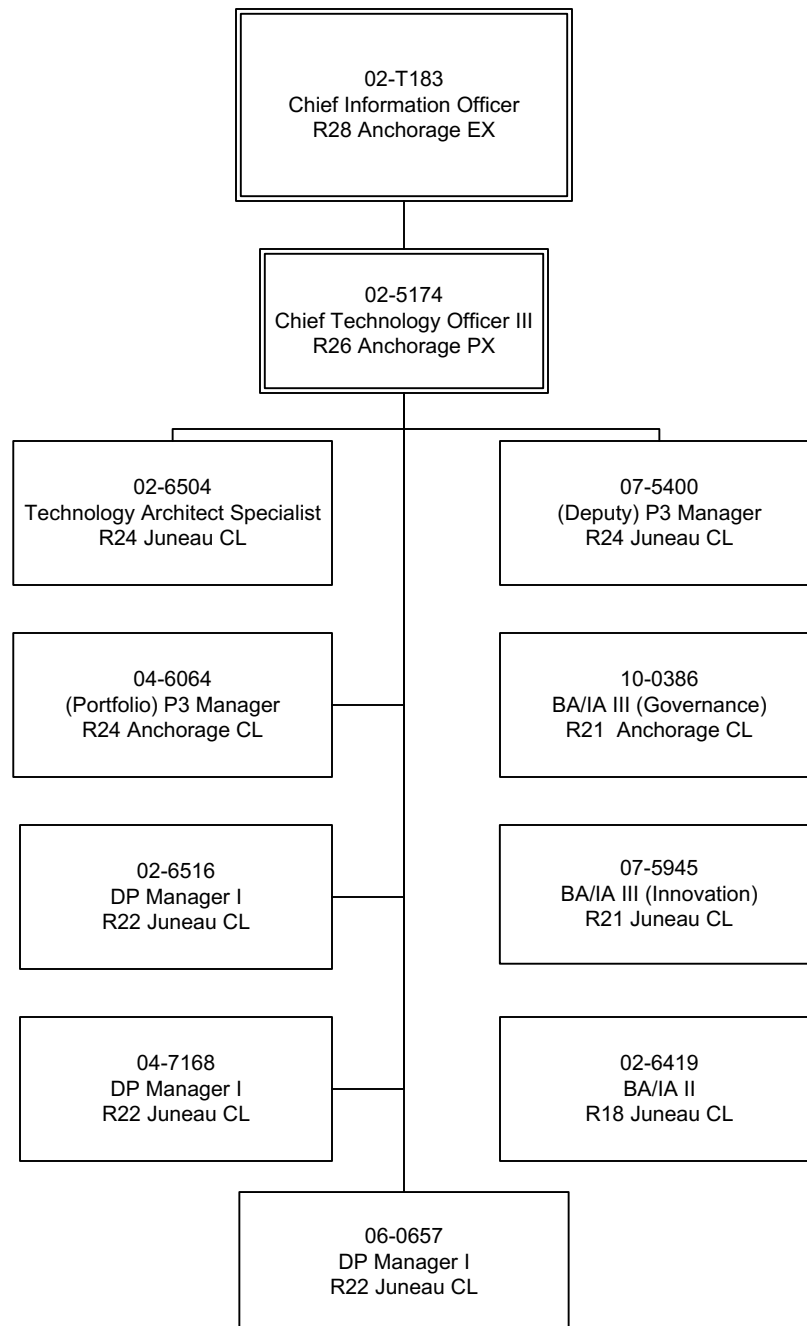 02-T183
Chief Information Officer
R28 Anchorage EX
02-5174
Chief Technology Officer III
R26 Anchorage PX
02-6504
Technology Architect Specialist
R24 Juneau CL
07-5400
(Deputy) P3 Manager
R24 Juneau CL
04-6064
(Portfolio) P3 Manager
R24 Anchorage CL
10-0386
BA/IA III (Governance)
R21  Anchorage CL
02-6516
DP Manager I
R22 Juneau CL
07-5945
BA/IA III (Innovation)
R21 Juneau CL
04-7168
DP Manager I
R22 Juneau CL
02-6419
BA/IA II
R18 Juneau CL
06-0657
DP Manager I
R22 Juneau CL